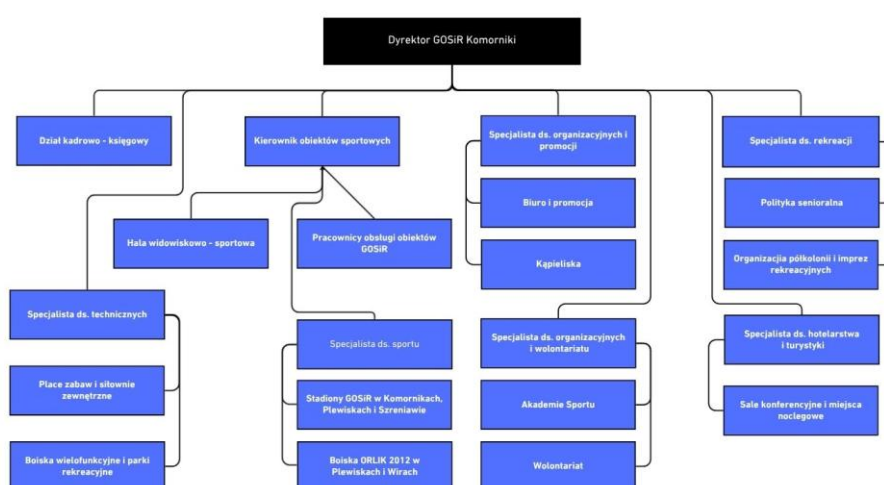 Dyrektor GOSiR Komorniki
Dział kadrowo - księgowy
Kierownik obiektów sportowych
Specjalista ds. organizacyjnych i
promocji
Specjalista ds. rekreacji
Biuro i promocja
Polityka senioralna
Hala widowiskowo - sportowa
Pracownicy obsługi obiektów
GOSiR
Kąpieliska
Organizacjia półkolonii i imprez
rekreacyjnych
Specjalista ds. technicznych
Specjalista ds. sportu
Specjalista ds. organizacyjnych
i wolontariatu
Specjalista ds. hotelarstwa
i turystyki
Place zabaw i siłownie
zewnętrzne
Stadiony GOSiR w Komornikach,
Plewiskach i Szreniawie
Akademie Sportu
Sale konferencyjne i miejsca
noclegowe
Boiska wielofunkcyjne i parki
rekreacyjne
Boiska ORLIK 2012 w
Plewiskach i Wirach
Wolontariat